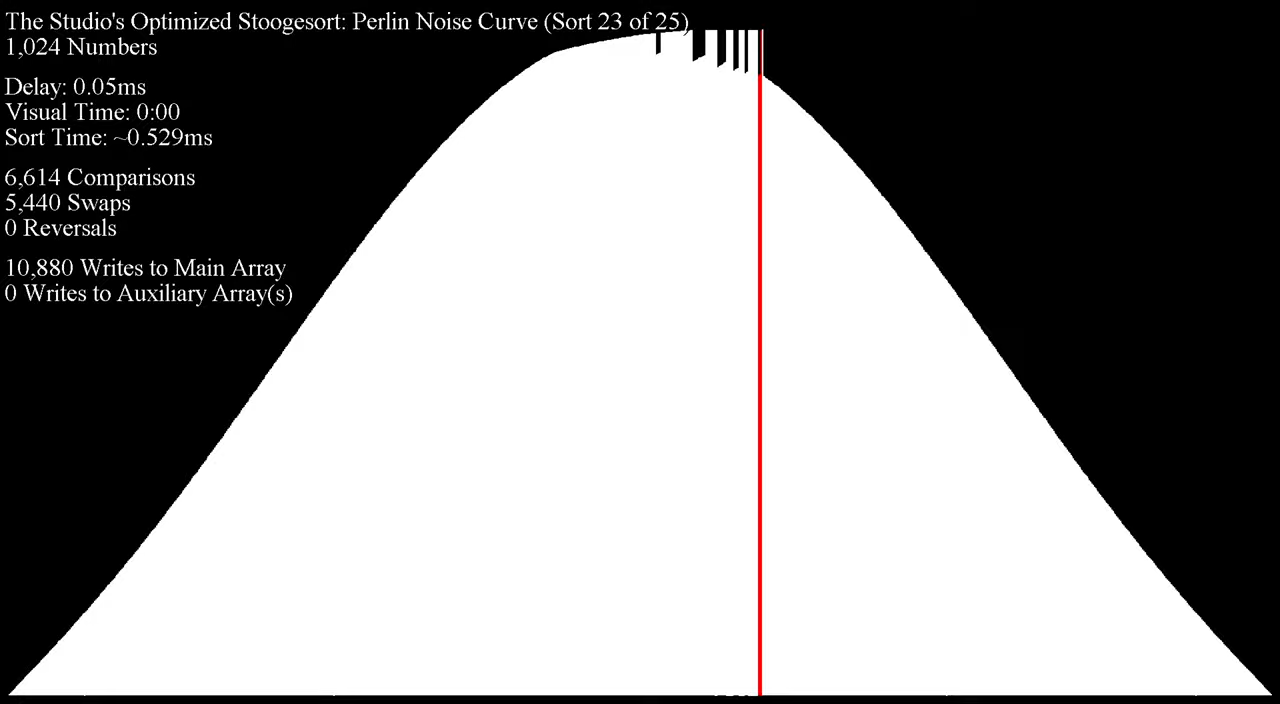 The Studio's Optimized Stoogesort: Perlin Noise Curve (Sort 23 of 25)
1,024 Numbers
Delay: 0.05ms
Visual Time: 0:00
Sort Time: ~0.529ms
6,614 Comparisons
5,440 Swaps
0 Reversals
10,880 Writes to Main Array
0 Writes to Auxiliary Array(s)